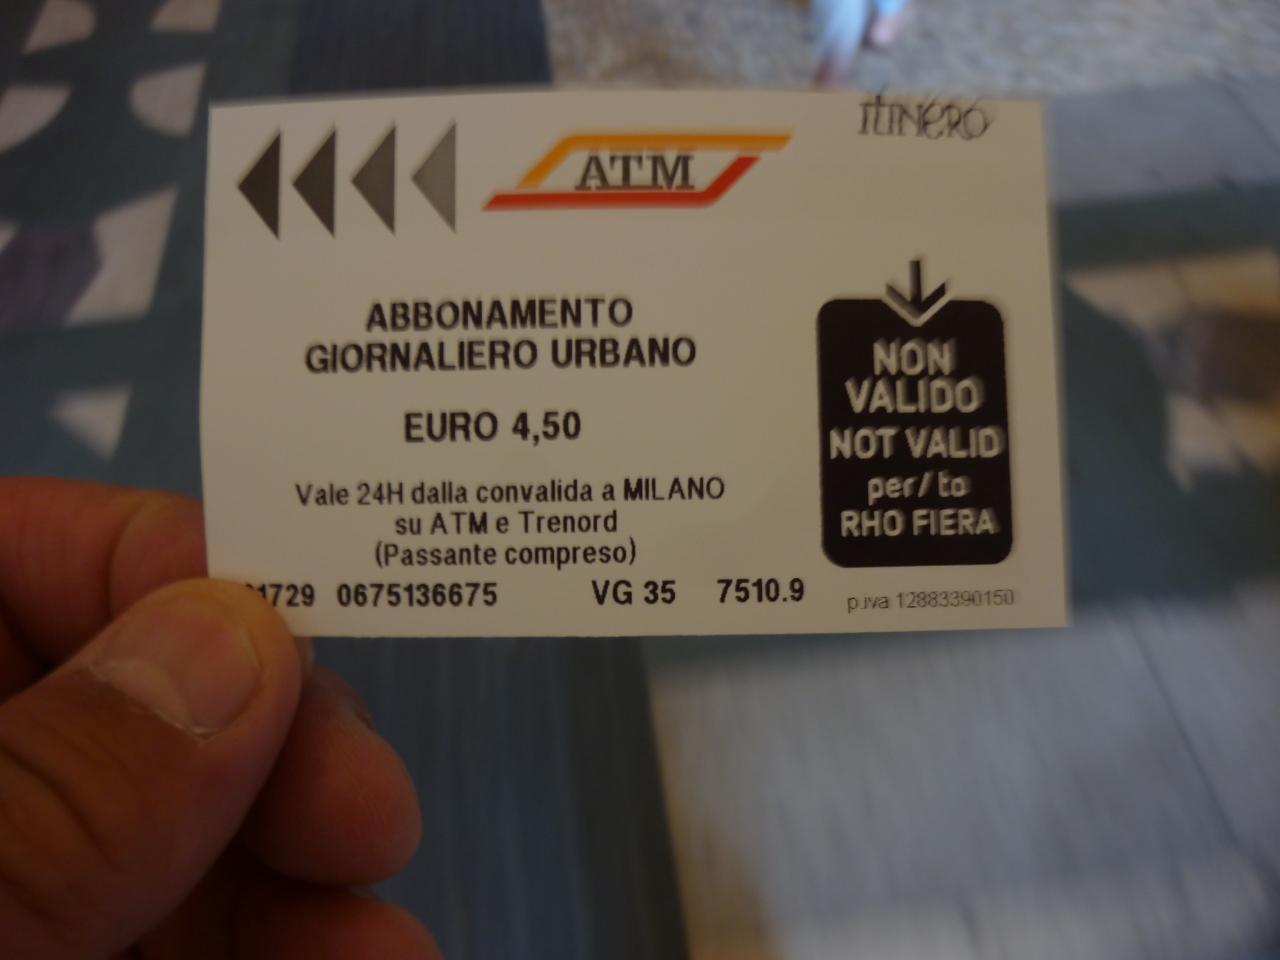 ATM
ITINERO
ABBONAMENTO
GIORNALIERO URBANO
EURO 4,50
Vale 24H dalla convalida a MILANO
su ATM e Trenord
(Passante compreso)
1729 0675136675 VG 35 7510.9
NON
VALIDO
NOT VALID
per/to
RHO FIERA
p.iva 12883390150